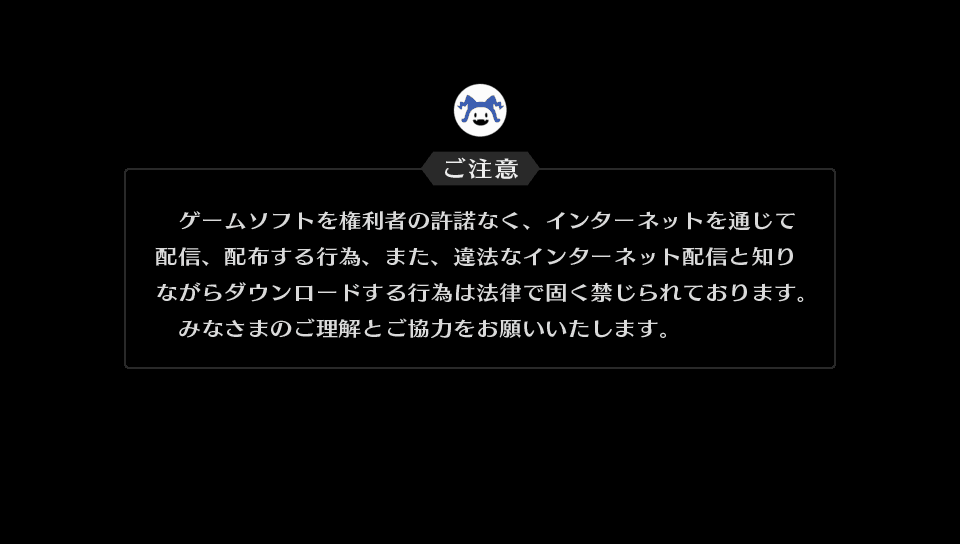 ご注意
ゲームソフトを権利者の許諾なく、インターネットを通じて
配信、配布する行為、また、違法なインターネット配信と知り
ながらダウンロードする行為は法律で固く禁じられております。
みなさまのご理解とご協力をお願いいたします。